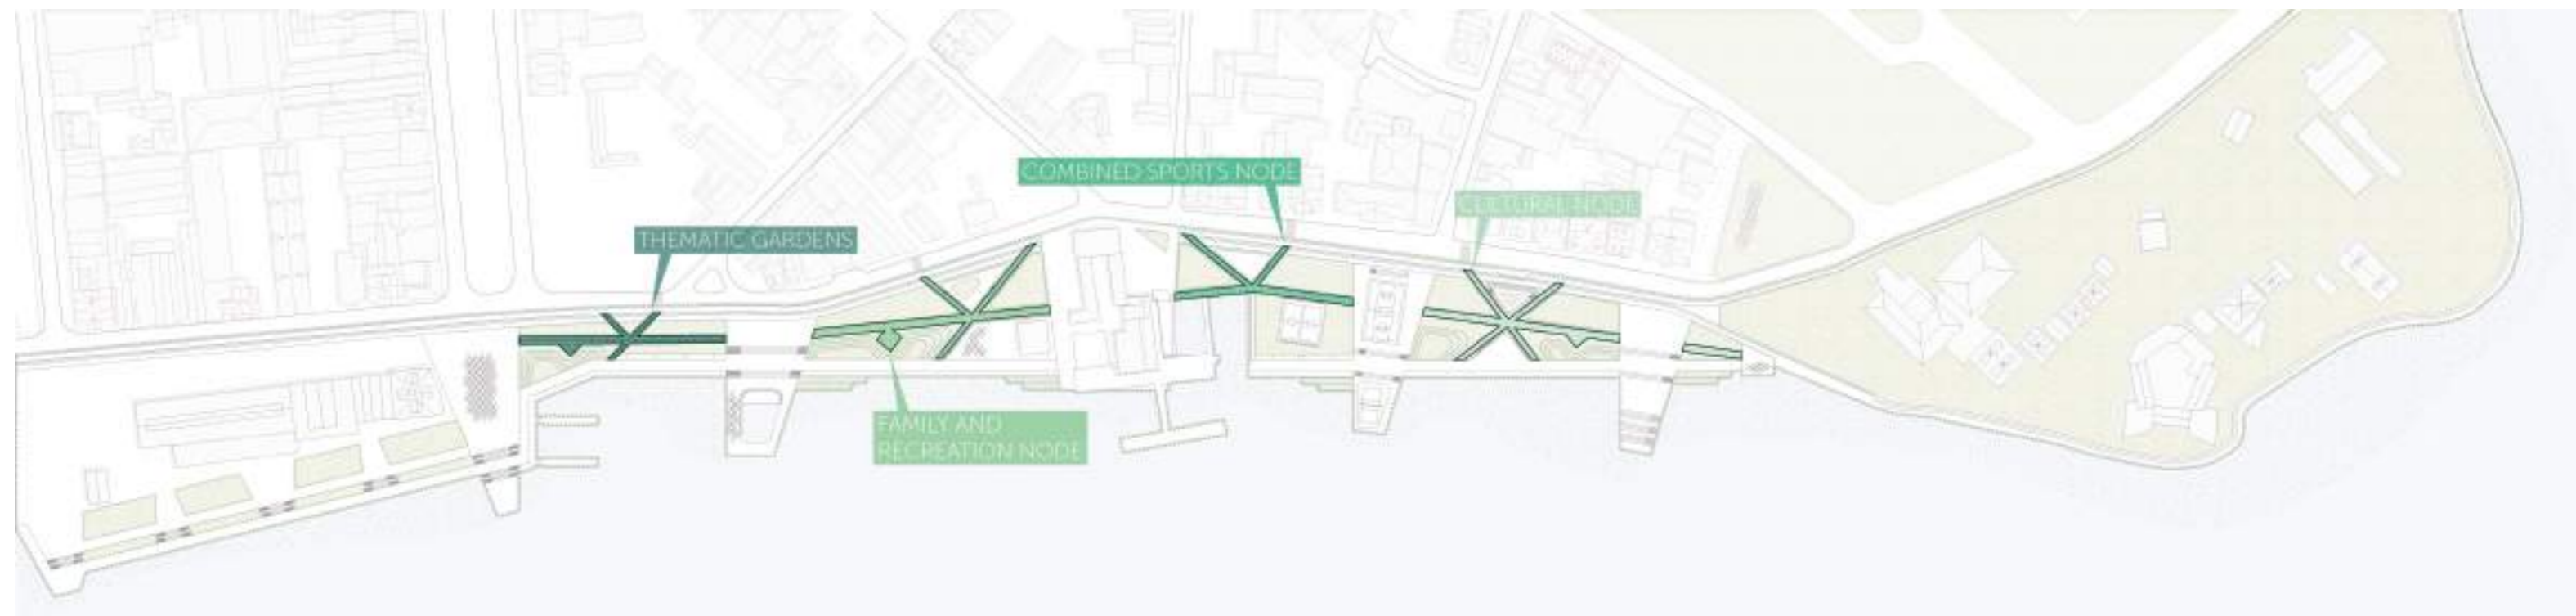 COMBINED SPORTS NODE
CULTURAL NODE
THEMATIC GARDENS
FAMILY AND
RECREATION NODE